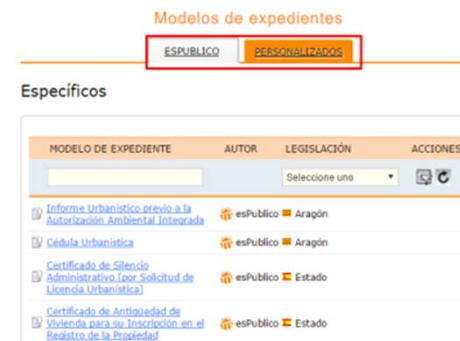 Modelos de expedientes
ESPUBLICO PERSONALIZADOS
Específicos
MODELO DE EXPEDIENTE AUTOR LEGISLACIÓN ACCIONES
Seleccione uno
Informe Urbanístico previo a la
Autorización Ambiental Integrada
esPublico Aragón
Cédula Urbanística esPublico Aragón
Certificado de Silencio
Administrativo [por Solicitud de
Licencia Urbanística]
esPublico Estado
Certificado de Antigüedad de
Vivienda para su Inscripción en el
Registro de la Propiedad
esPublico Estado